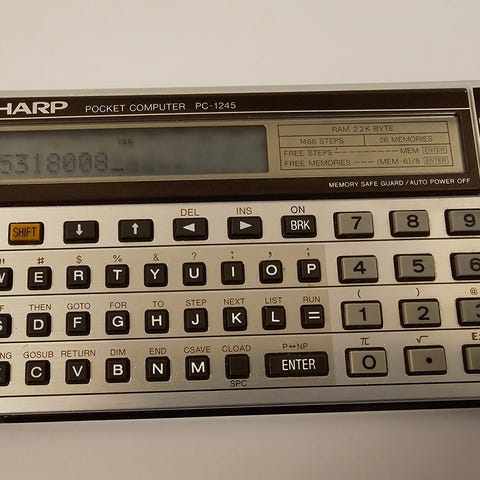 HARP POCKET COMPUTER PC-1245
RAM 2.2K BYTE
1486 STEPS 26 MEMORIES
FREE STEPS MEM ENTER
FREE MEMORIES (MEM-6)/8 ENTER
DEG
5318008_
MEMORY SAFE GUARD / AUTO POWER OFF
DEL INS ON
SHIFT ↓ ↑ ◀ ▶ BRK 7 8 9
" # $ % & ? : , ;
W E R T Y U I O P 4 5 6
F THEN GOTO FOR TO STEP NEXT LIST RUN ( ) @
S D F G H J K L = 1 2 3
NG GOSUB RETURN DIM END CSAVE CLOAD P↔NP π √ E
C V B N M SPC ENTER 0 •